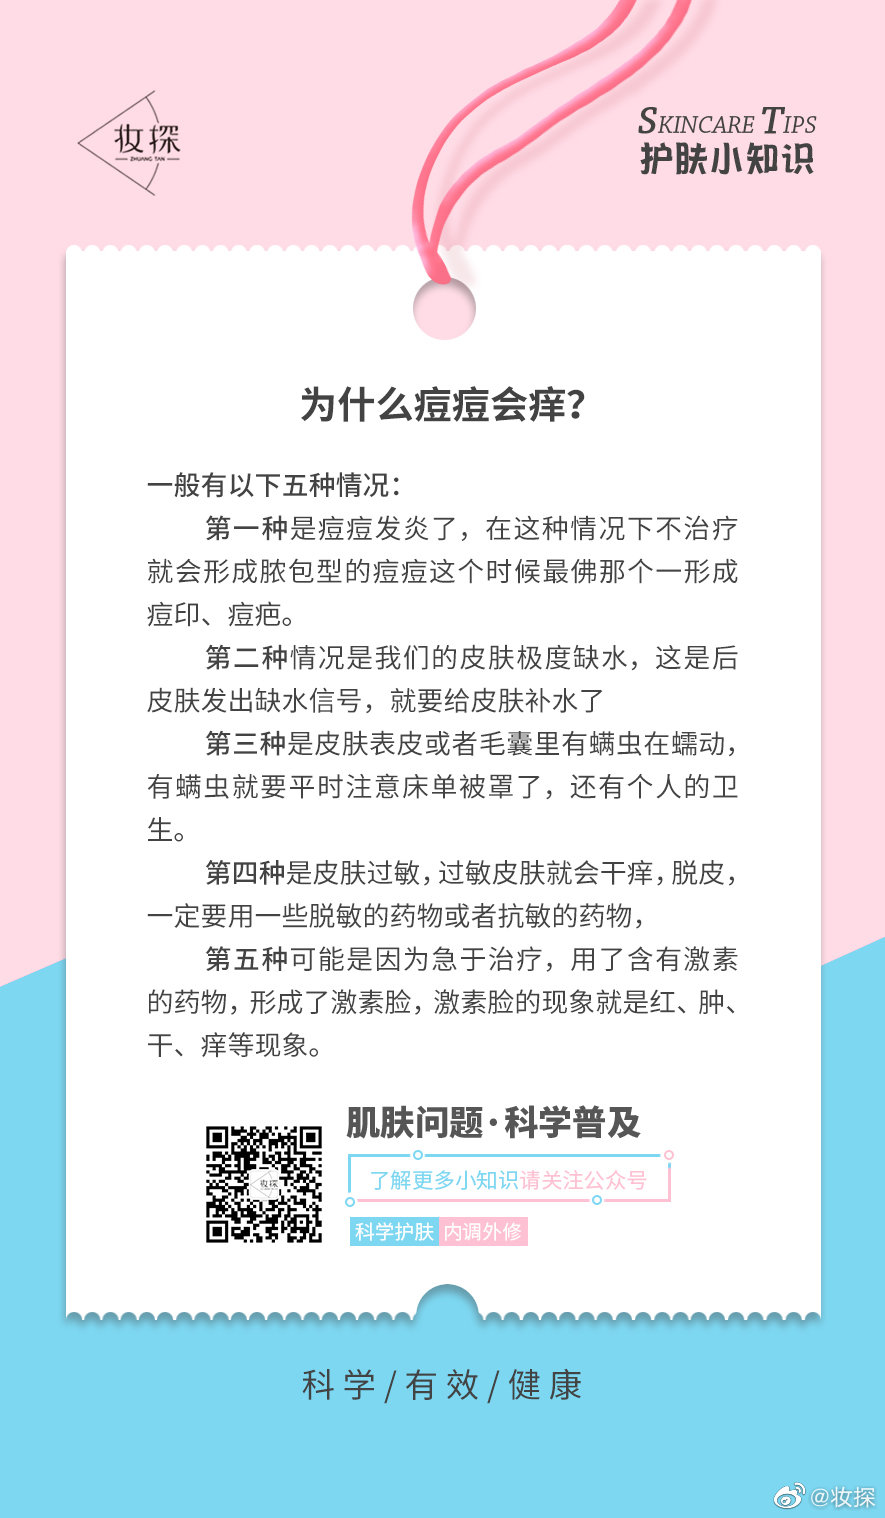 妆探
ZHUANG TAN
SKINCARE TIPS
护肤小知识
为什么痘痘会痒？
一般有以下五种情况：
第一种是痘痘发炎了，在这种情况下不治疗
就会形成脓包型的痘痘这个时候最佛那个一形成
痘印、痘疤。
第二种情况是我们的皮肤极度缺水，这是后
皮肤发出缺水信号，就要给皮肤补水了
第三种是皮肤表皮或者毛囊里有螨虫在蠕动，
有螨虫就要平时注意床单被罩了，还有个人的卫
生。
第四种是皮肤过敏，过敏皮肤就会干痒，脱皮，
一定要用一些脱敏的药物或者抗敏的药物，
第五种可能是因为急于治疗，用了含有激素
的药物，形成了激素脸，激素脸的现象就是红、肿、
干、痒等现象。
肌肤问题·科学普及
了解更多小知识请关注公众号
科学护肤 内调外修
妆探
科学/有效/健康
@妆探